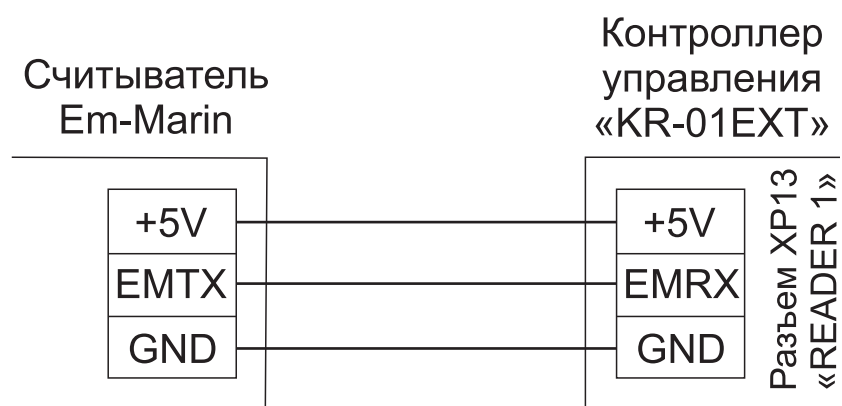 Считыватель
Em-Marin
Контроллер
управления
«KR-01EXT»
+5V
EMTX
GND
+5V
EMRX
GND
Разъем XP13
«READER 1»